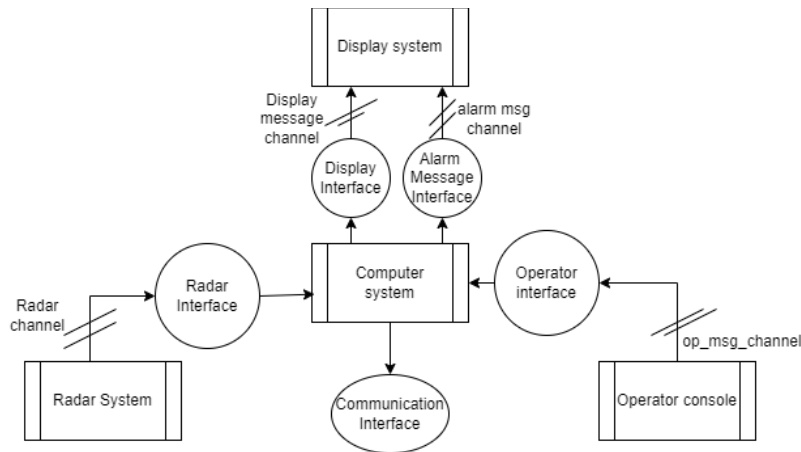 Display system
Display
message
channel
alarm msg
channel
Display
Interface
Alarm
Message
Interface
Radar
Interface
Computer
system
Operator
interface
Radar
channel
op_msg_channel
Radar System
Communication
Interface
Operator console